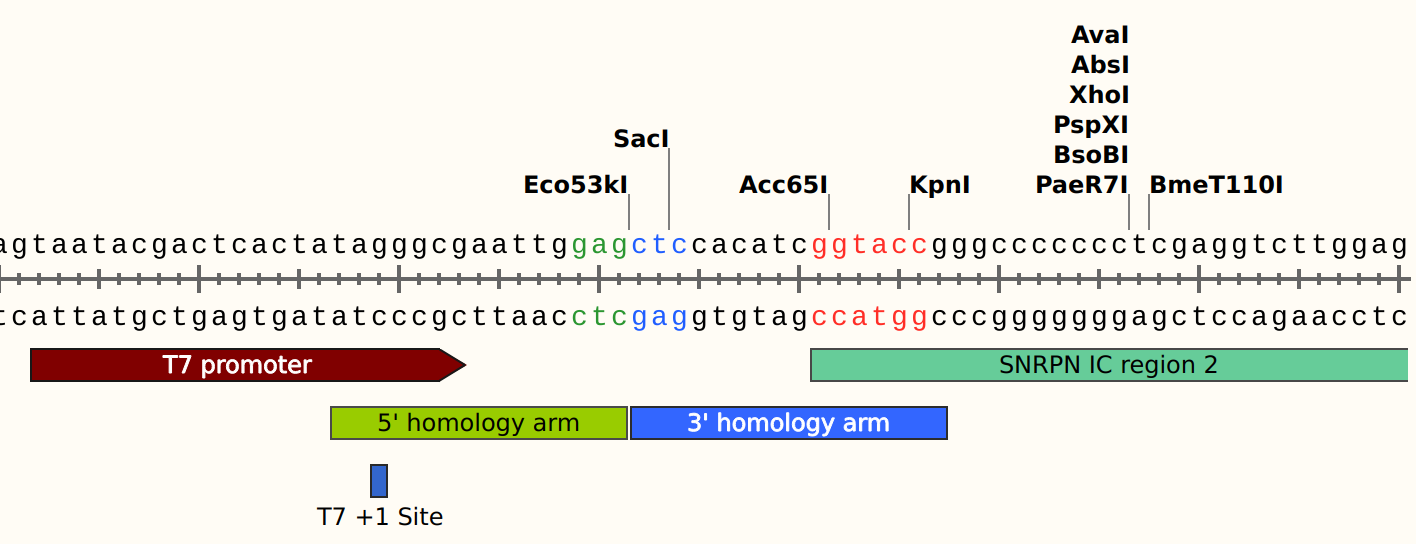 AvaI
AbsI
XhoI
PspXI
BsoBI
SacI
Eco53kI Acc65I KpnI PaeR7I BmeT110I
agtaatacgactcactatagggcgaattggagctccacatcggtaccgggccccccctcgaggtcttggag
tcattatgctgagtgatatcccgcttaacctcgaggtgtagccatggcccgggggggagctccagaacctc
T7 promoter SNRPN IC region 2
5' homology arm 3' homology arm
T7 +1 Site